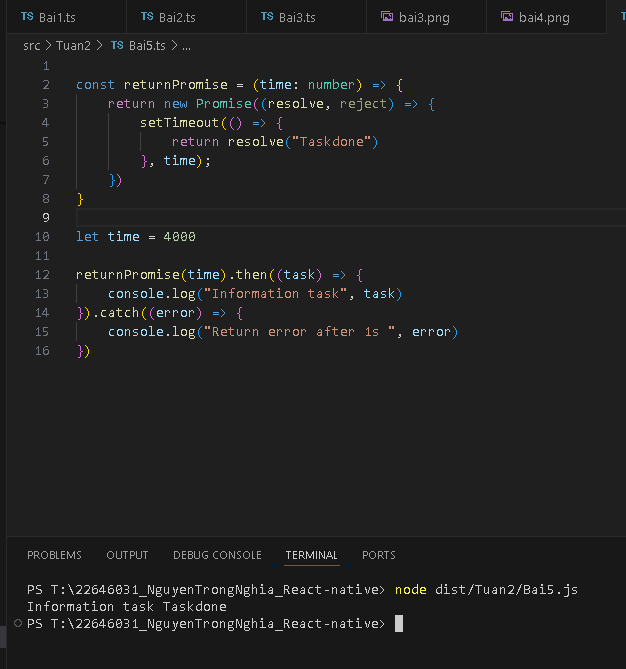 TS Bai1.ts TS Bai2.ts TS Bai3.ts bai3.png bai4.png TS
src > Tuan2 > TS Bai5.ts > ...
1
2 const returnPromise = (time: number) => {
3 return new Promise((resolve, reject) => {
4 setTimeout(() => {
5 return resolve("Taskdone")
6 }, time);
7 })
8 }
9
10 let time = 4000
11
12 returnPromise(time).then((task) => {
13 console.log("Information task", task)
14 }).catch((error) => {
15 console.log("Return error after 1s ", error)
16 })
PROBLEMS OUTPUT DEBUG CONSOLE TERMINAL PORTS
PS T:\22646031_NguyenTrongNghia_React-native> node dist/Tuan2/Bai5.js
Information task Taskdone
PS T:\22646031_NguyenTrongNghia_React-native>